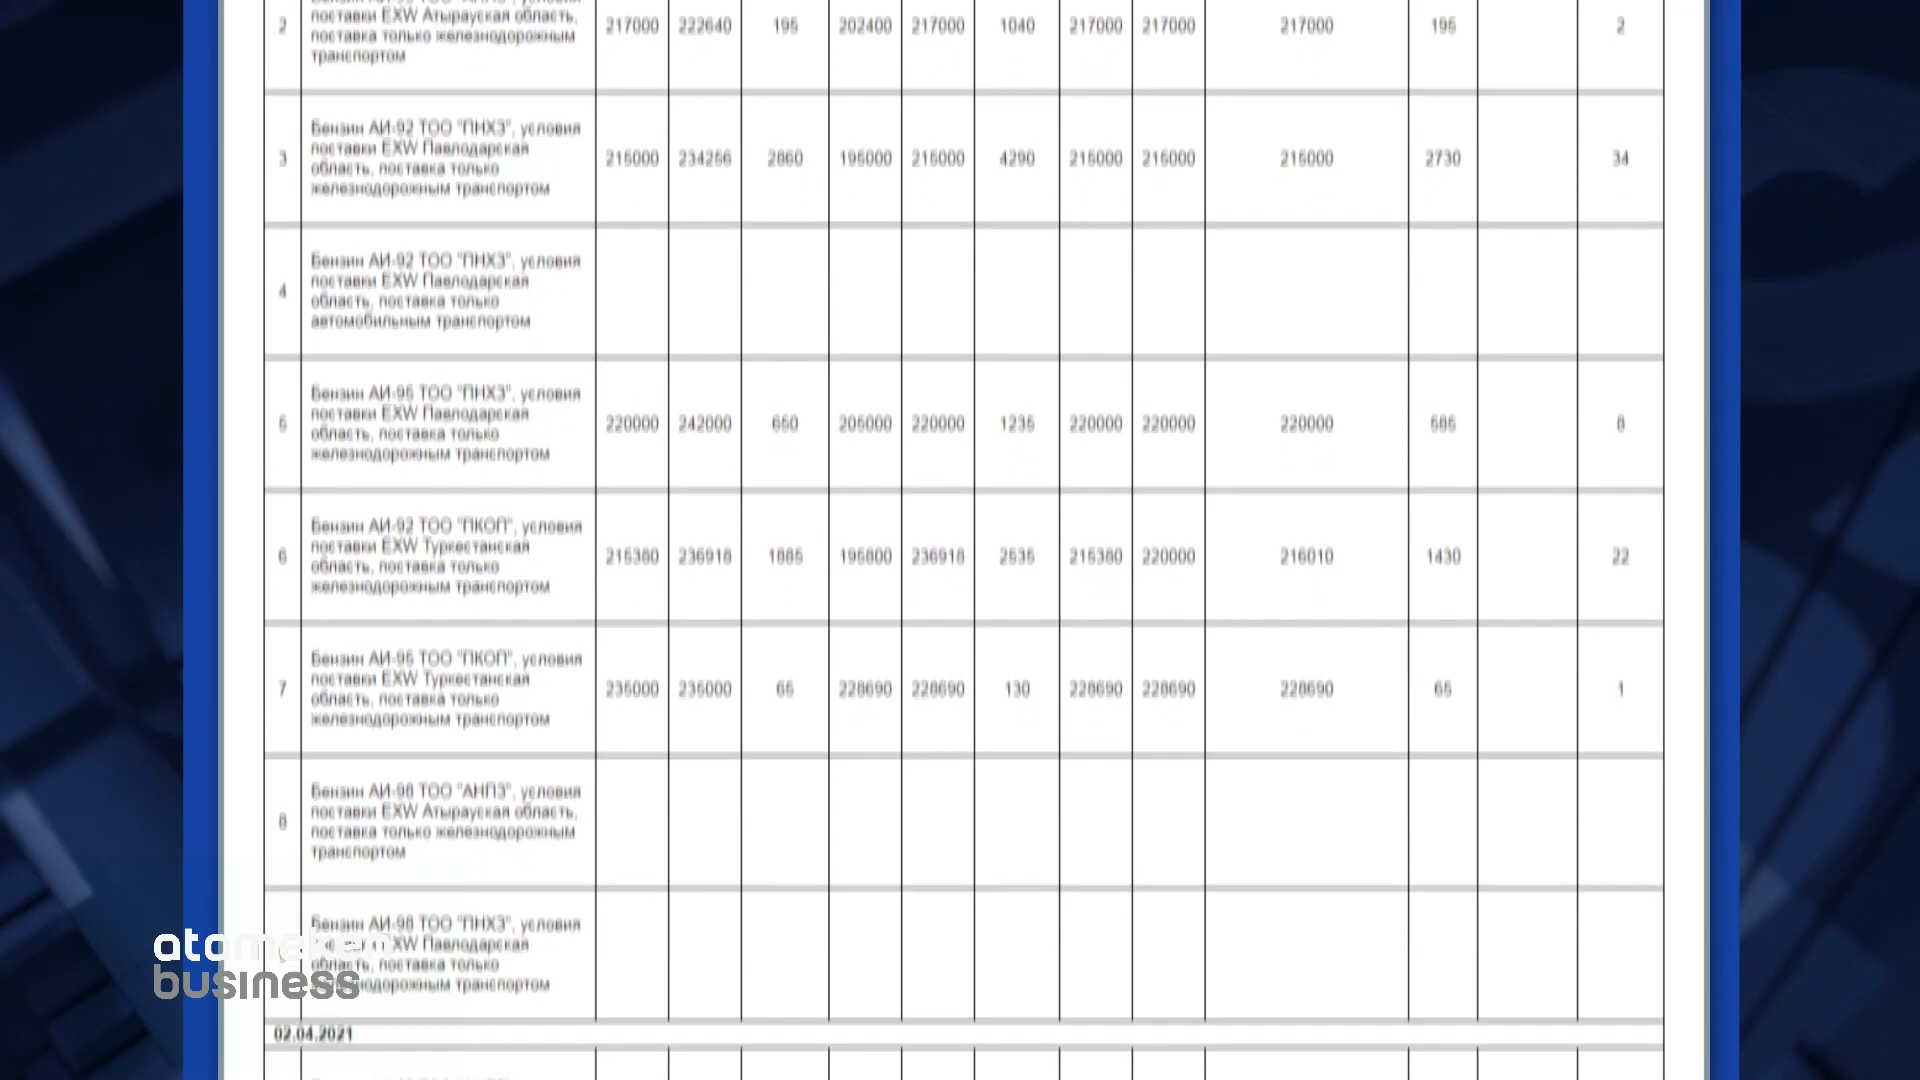 поставки EXW Атырауская область,
2 поставка только железнодорожным 217000 222640 195 202400 217000 1040 217000 217000 217000 195 2
транспортом
Бензин АИ-92 ТОО "ПНХЗ", условия
поставки EXW Павлодарская
3 область, поставка только 215000 234256 2860 195000 215000 4290 215000 215000 215000 2730 34
железнодорожным транспортом
Бензин АИ-92 ТОО "ПНХЗ", условия
поставки EXW Павлодарская
4 область, поставка только
автомобильным транспортом
Бензин АИ-95 ТОО "ПНХЗ", условия
поставки EXW Павлодарская
5 область, поставка только 220000 242000 650 205000 220000 1235 220000 220000 220000 585 8
железнодорожным транспортом
Бензин АИ-92 ТОО "ПКОП", условия
поставки EXW Туркестанская
6 область, поставка только 215380 236918 1885 195800 236918 2535 215380 220000 216010 1430 22
железнодорожным транспортом
Бензин АИ-95 ТОО "ПКОП", условия
поставки EXW Туркестанская
7 область, поставка только 235000 235000 65 228690 228690 130 228690 228690 228690 65 1
железнодорожным транспортом
Бензин АИ-98 ТОО "АНПЗ", условия
поставки EXW Атырауская область,
8 поставка только железнодорожным
транспортом
Бензин АИ-98 ТОО "ПНХЗ", условия
EXW Павлодарская
область, поставка только
транспортом
atameken
business
02.04.2021